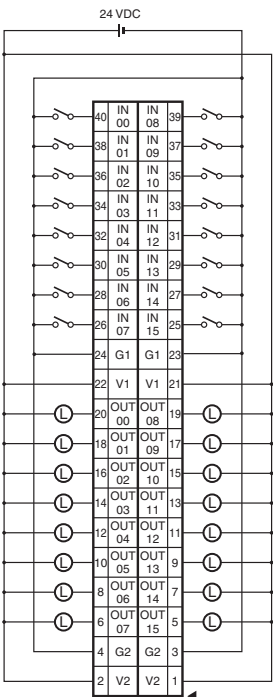 24 VDC
40 IN 00 IN 08 39
38 IN 01 IN 09 37
36 IN 02 IN 10 35
34 IN 03 IN 11 33
32 IN 04 IN 12 31
30 IN 05 IN 13 29
28 IN 06 IN 14 27
26 IN 07 IN 15 25
24 G1 G1 23
22 V1 V1 21
L 20 OUT 00 OUT 08 19 L
L 18 OUT 01 OUT 09 17 L
L 16 OUT 02 OUT 10 15 L
L 14 OUT 03 OUT 11 13 L
L 12 OUT 04 OUT 12 11 L
L 10 OUT 05 OUT 13 9 L
L 8 OUT 06 OUT 14 7 L
L 6 OUT 07 OUT 15 5 L
4 G2 G2 3
2 V2 V2 1